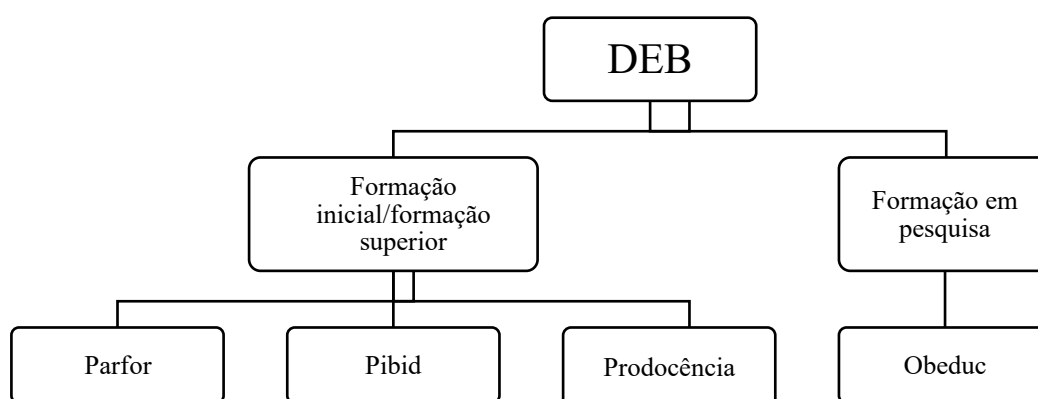 DEB
Formação
inicial/formação
superior
Formação em
pesquisa
Parfor
Pibid
Prodocência
Obeduc